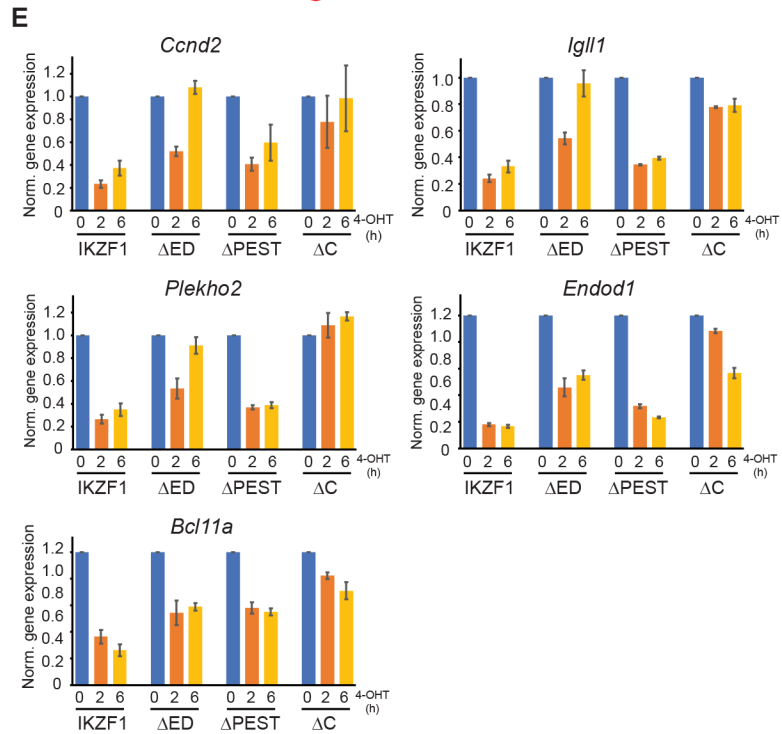 E
Ccnd2
Norm. gene expression
1.2
1.0
0.8
0.6
0.4
0.2
0
0 2 6 0 2 6 0 2 6 0 2 6 4-OHT
(h)
IKZF1 ΔED ΔPEST ΔC
Igll1
Norm. gene expression
1.0
0.8
0.6
0.4
0.2
0
0 2 6 0 2 6 0 2 6 0 2 6 4-OHT
(h)
IKZF1 ΔED ΔPEST ΔC
Plekho2
Norm. gene expression
1.2
1.0
0.8
0.6
0.4
0.2
0
0 2 6 0 2 6 0 2 6 0 2 6 4-OHT
(h)
IKZF1 ΔED ΔPEST ΔC
Endod1
Norm. gene expression
1.2
1.0
0.8
0.4
0.2
0
0 2 6 0 2 6 0 2 6 0 2 6 4-OHT
(h)
IKZF1 ΔED ΔPEST ΔC
Bcl11a
Norm. gene expression
1.2
1.0
0.8
0.4
0.2
0
0 2 6 0 2 6 0 2 6 0 2 6 4-OHT
(h)
IKZF1 ΔED ΔPEST ΔC